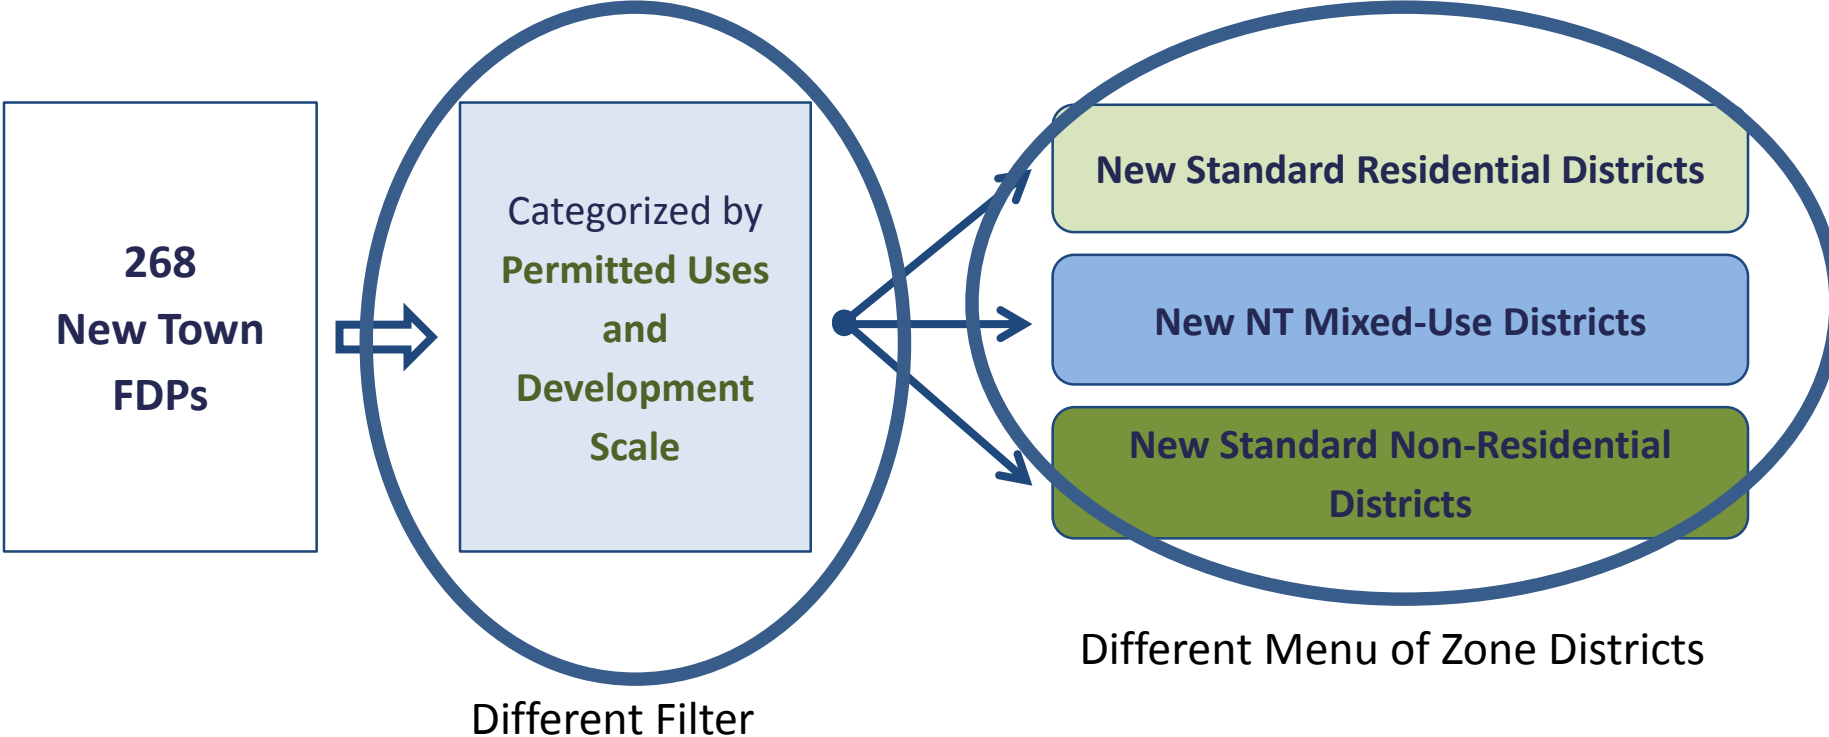 268
New Town
FDPs
Categorized by
Permitted Uses
and
Development
Scale
New Standard Residential Districts
New NT Mixed-Use Districts
New Standard Non-Residential
Districts
Different Filter
Different Menu of Zone Districts